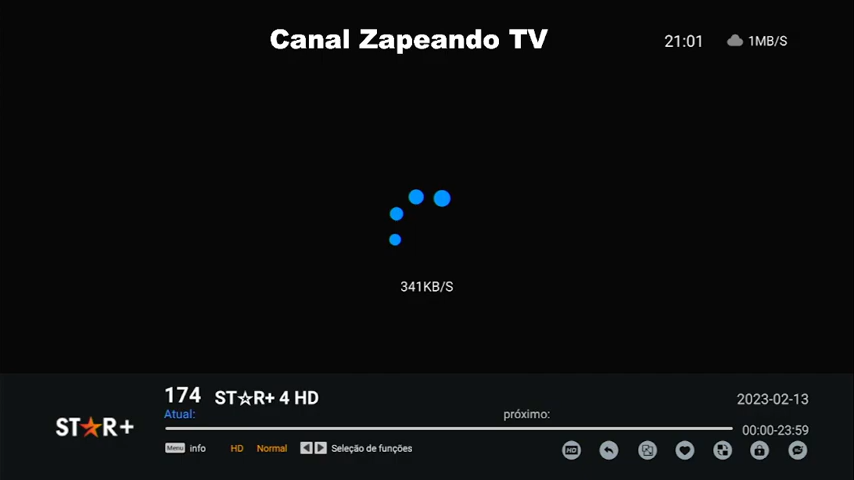 Canal Zapeando TV
21:01
1MB/S
341KB/S
174 ST☆R+ 4 HD
2023-02-13
Atual:
próximo:
ST★R+
00:00-23:59
Menu info HD Normal Seleção de funções
HD